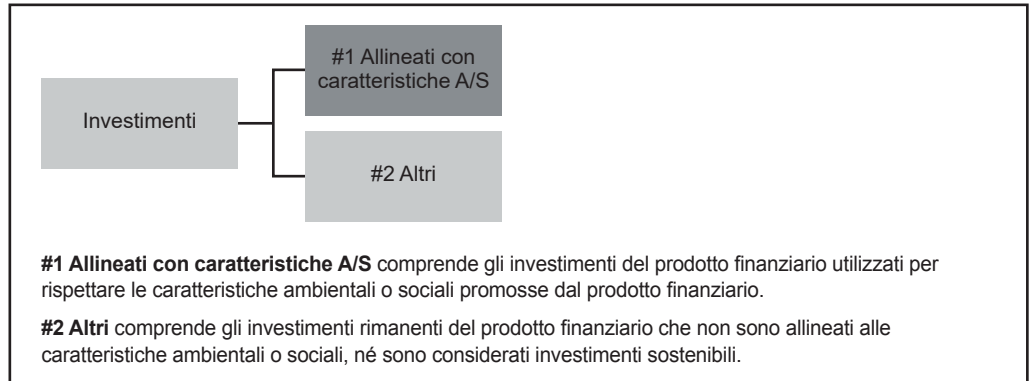 #1 Allineati con
caratteristiche A/S
Investimenti
#2 Altri
#1 Allineati con caratteristiche A/S comprende gli investimenti del prodotto finanziario utilizzati per
rispettare le caratteristiche ambientali o sociali promosse dal prodotto finanziario.
#2 Altri comprende gli investimenti rimanenti del prodotto finanziario che non sono allineati alle
caratteristiche ambientali o sociali, né sono considerati investimenti sostenibili.